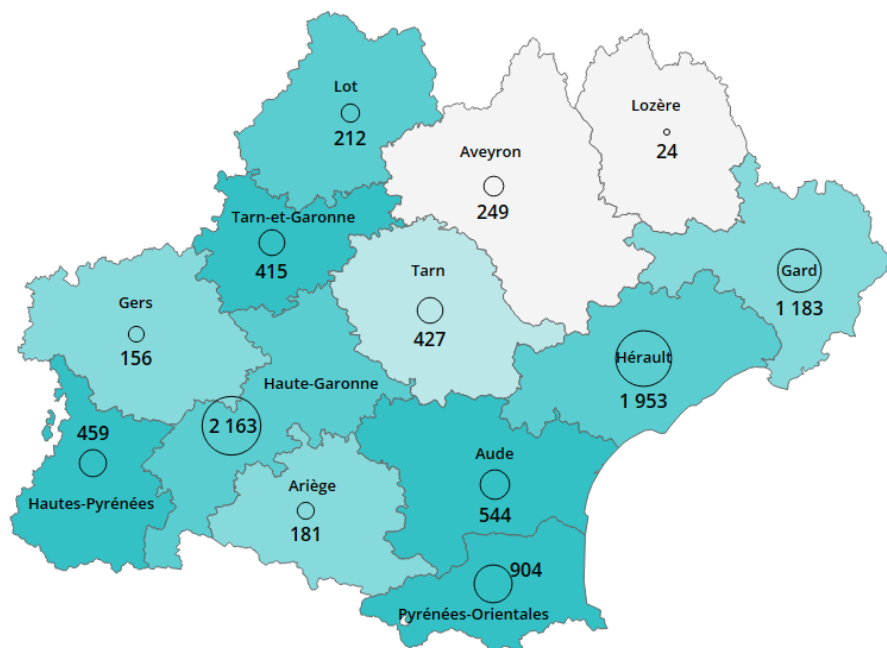 Lot
212
Lozère
24
Aveyron
249
Tarn-et-Garonne
415
Gard
1 183
Tarn
427
Gers
156
Hérault
1 953
Haute-Garonne
2 163
459
Hautes-Pyrénées
Aude
544
Ariège
181
904
Pyrénées-Orientales